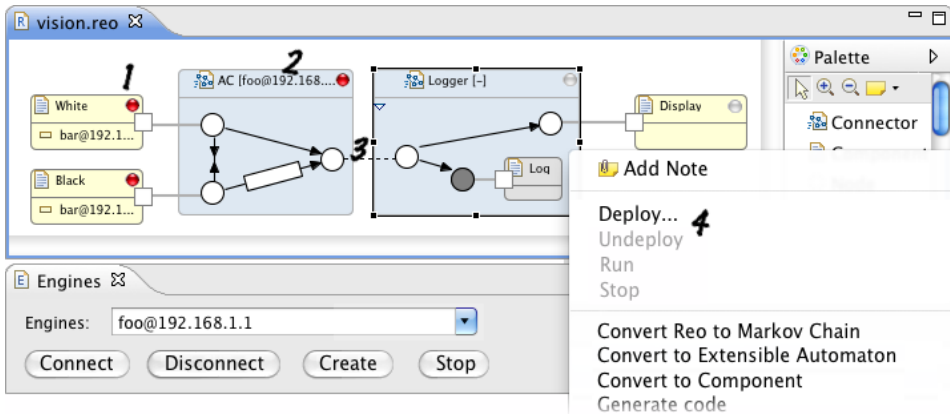 vision.reo
Palette
1
2
3
4
AC [foo@192.168....
Logger [-]
White
bar@192.1...
Black
bar@192.1...
Log
Display
Connector
Add Note
Deploy...
Undeploy
Run
Stop
Convert Reo to Markov Chain
Convert to Extensible Automaton
Convert to Component
Generate code
Engines
Engines:
foo@192.168.1.1
Connect
Disconnect
Create
Stop